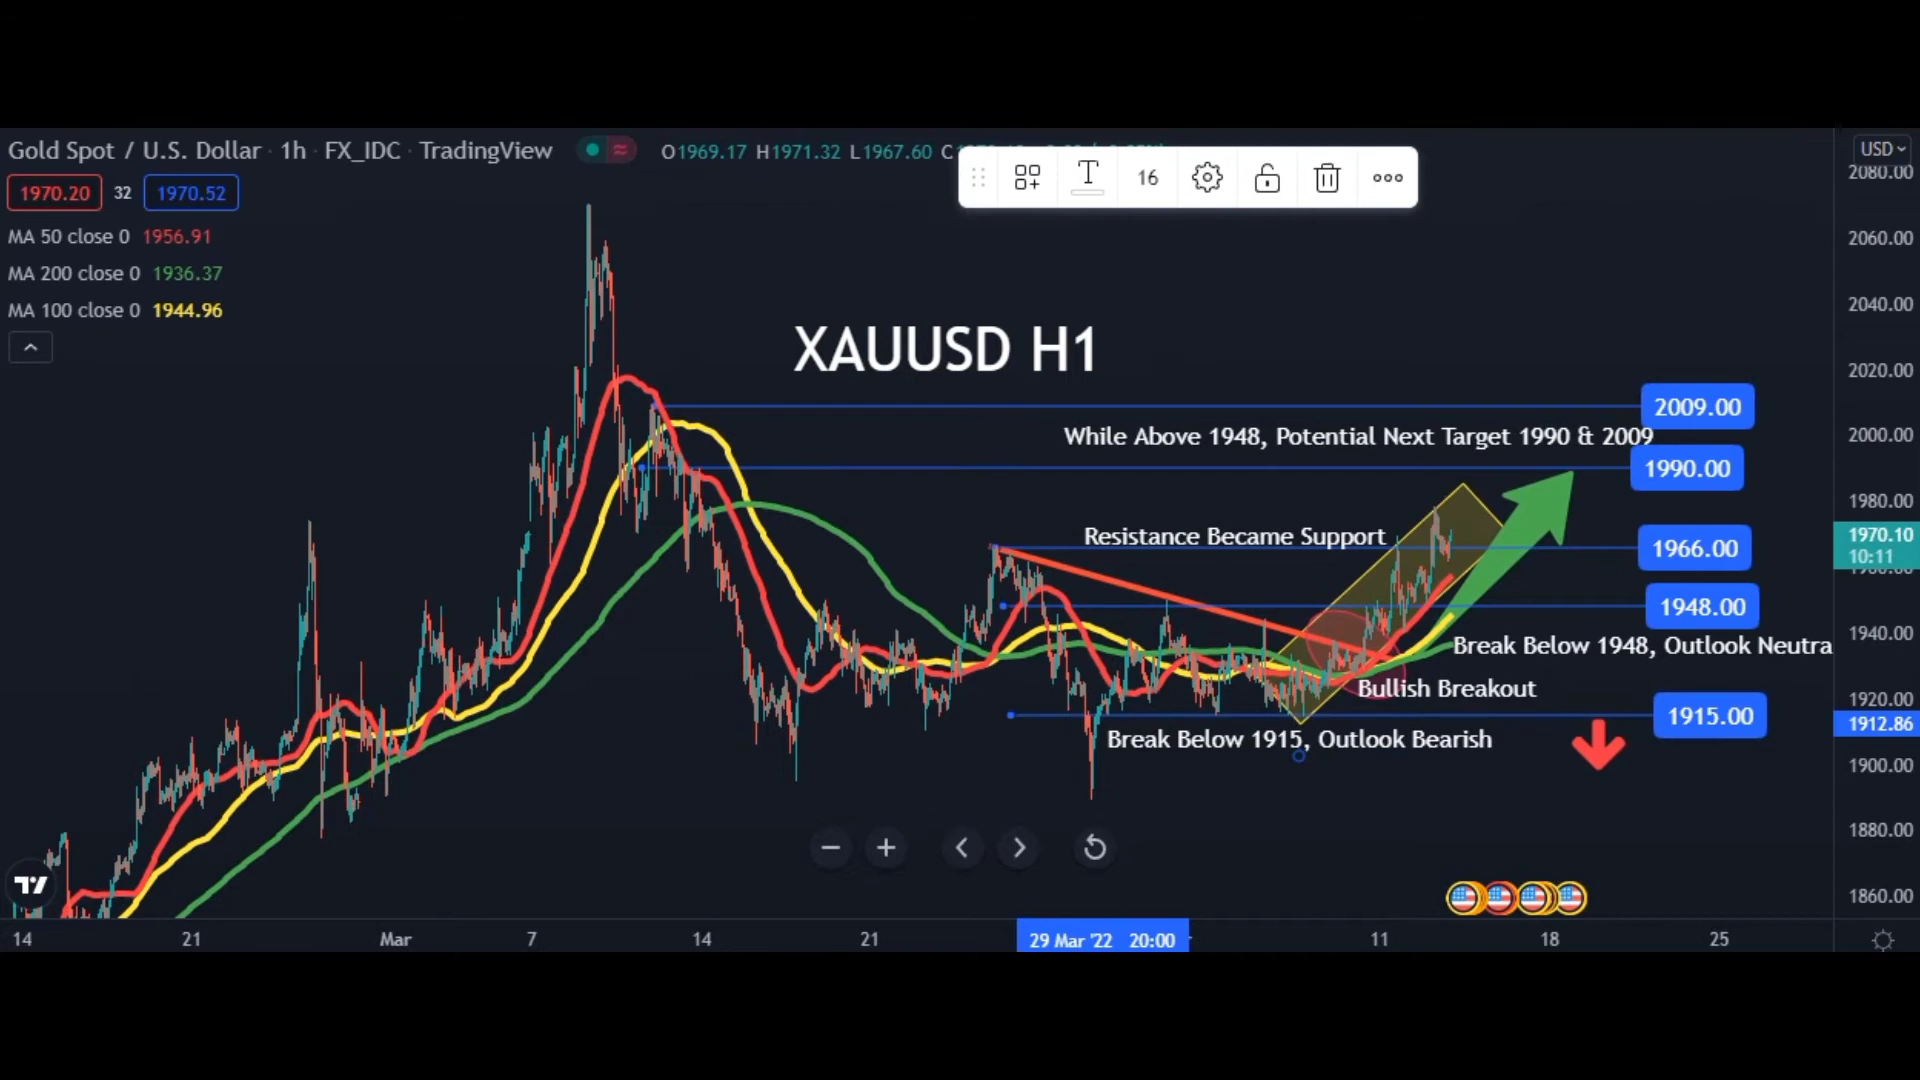 Gold Spot / U.S. Dollar · 1h · FX_IDC · TradingView
O1969.17 H1971.32 L1967.60 C
16
USD
1970.20 32 1970.52
MA 50 close 0 1956.91
MA 200 close 0 1936.37
MA 100 close 0 1944.96
XAUUSD H1
2009.00
While Above 1948, Potential Next Target 1990 & 2009
1990.00
Resistance Became Support
1966.00
1948.00
Break Below 1948, Outlook Neutra
Bullish Breakout
1915.00
Break Below 1915, Outlook Bearish
2080.00
2060.00
2040.00
2020.00
2000.00
1980.00
1970.10
10:11
1960.00
1940.00
1920.00
1912.86
1900.00
1880.00
1860.00
14 21 Mar 7 14 21 29 Mar '22 20:00 11 18 25